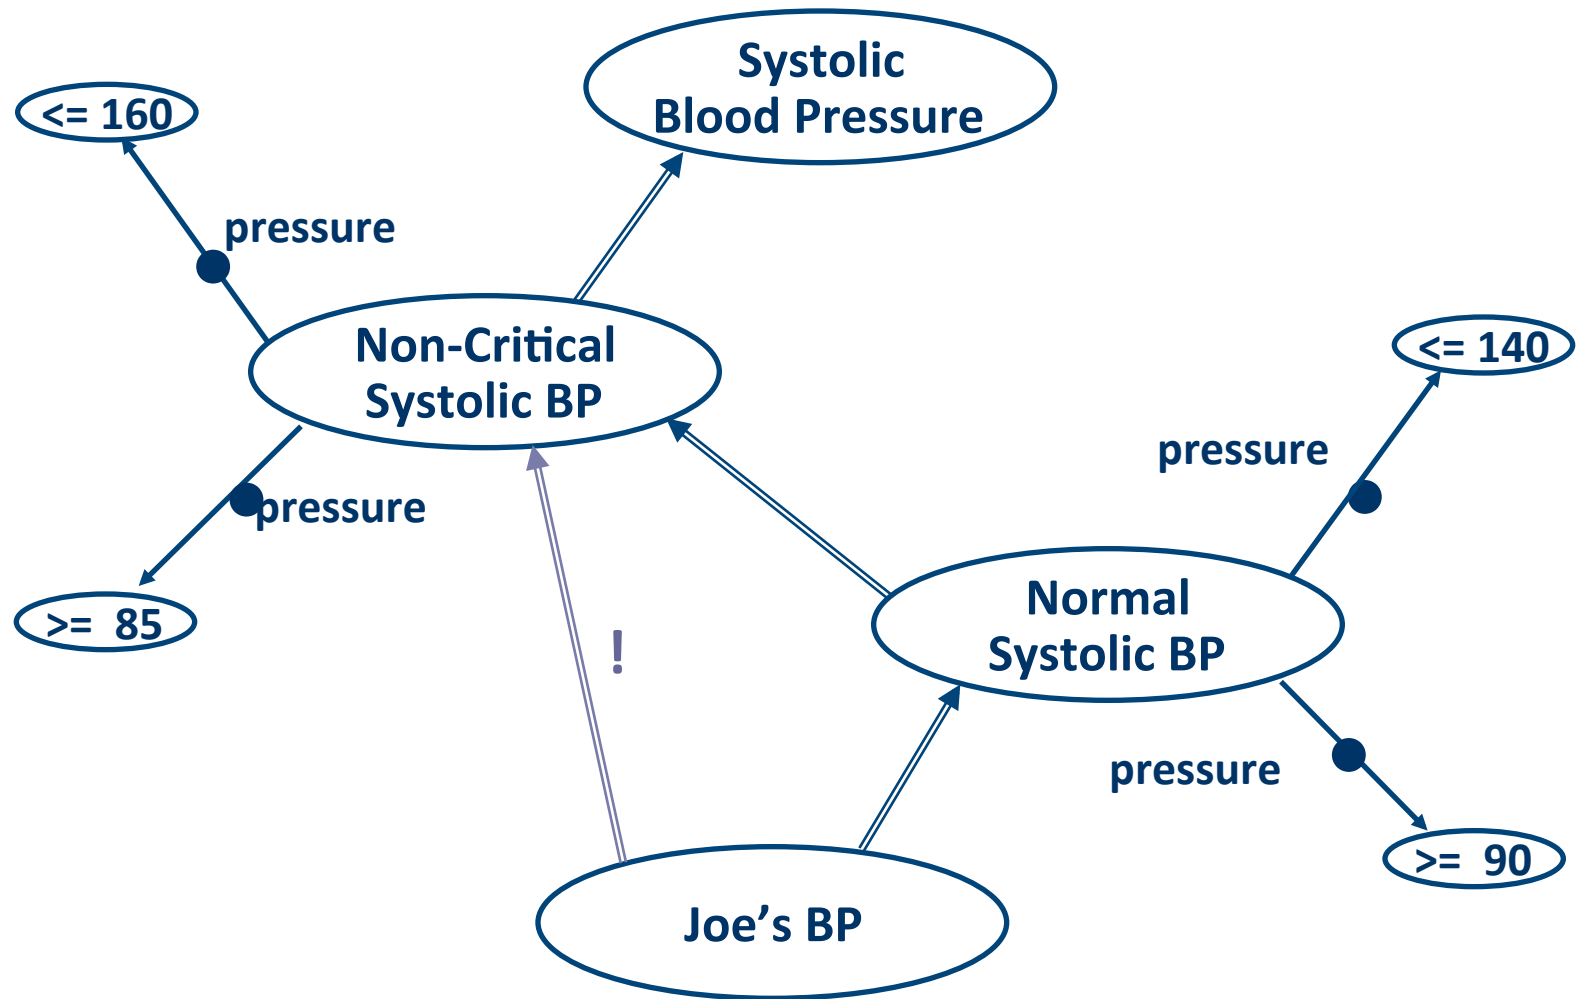 Systolic
Blood Pressure
<= 160
pressure
Non-Critical
Systolic BP
<= 140
pressure
pressure
>= 85
!
Normal
Systolic BP
pressure
>= 90
Joe’s BP